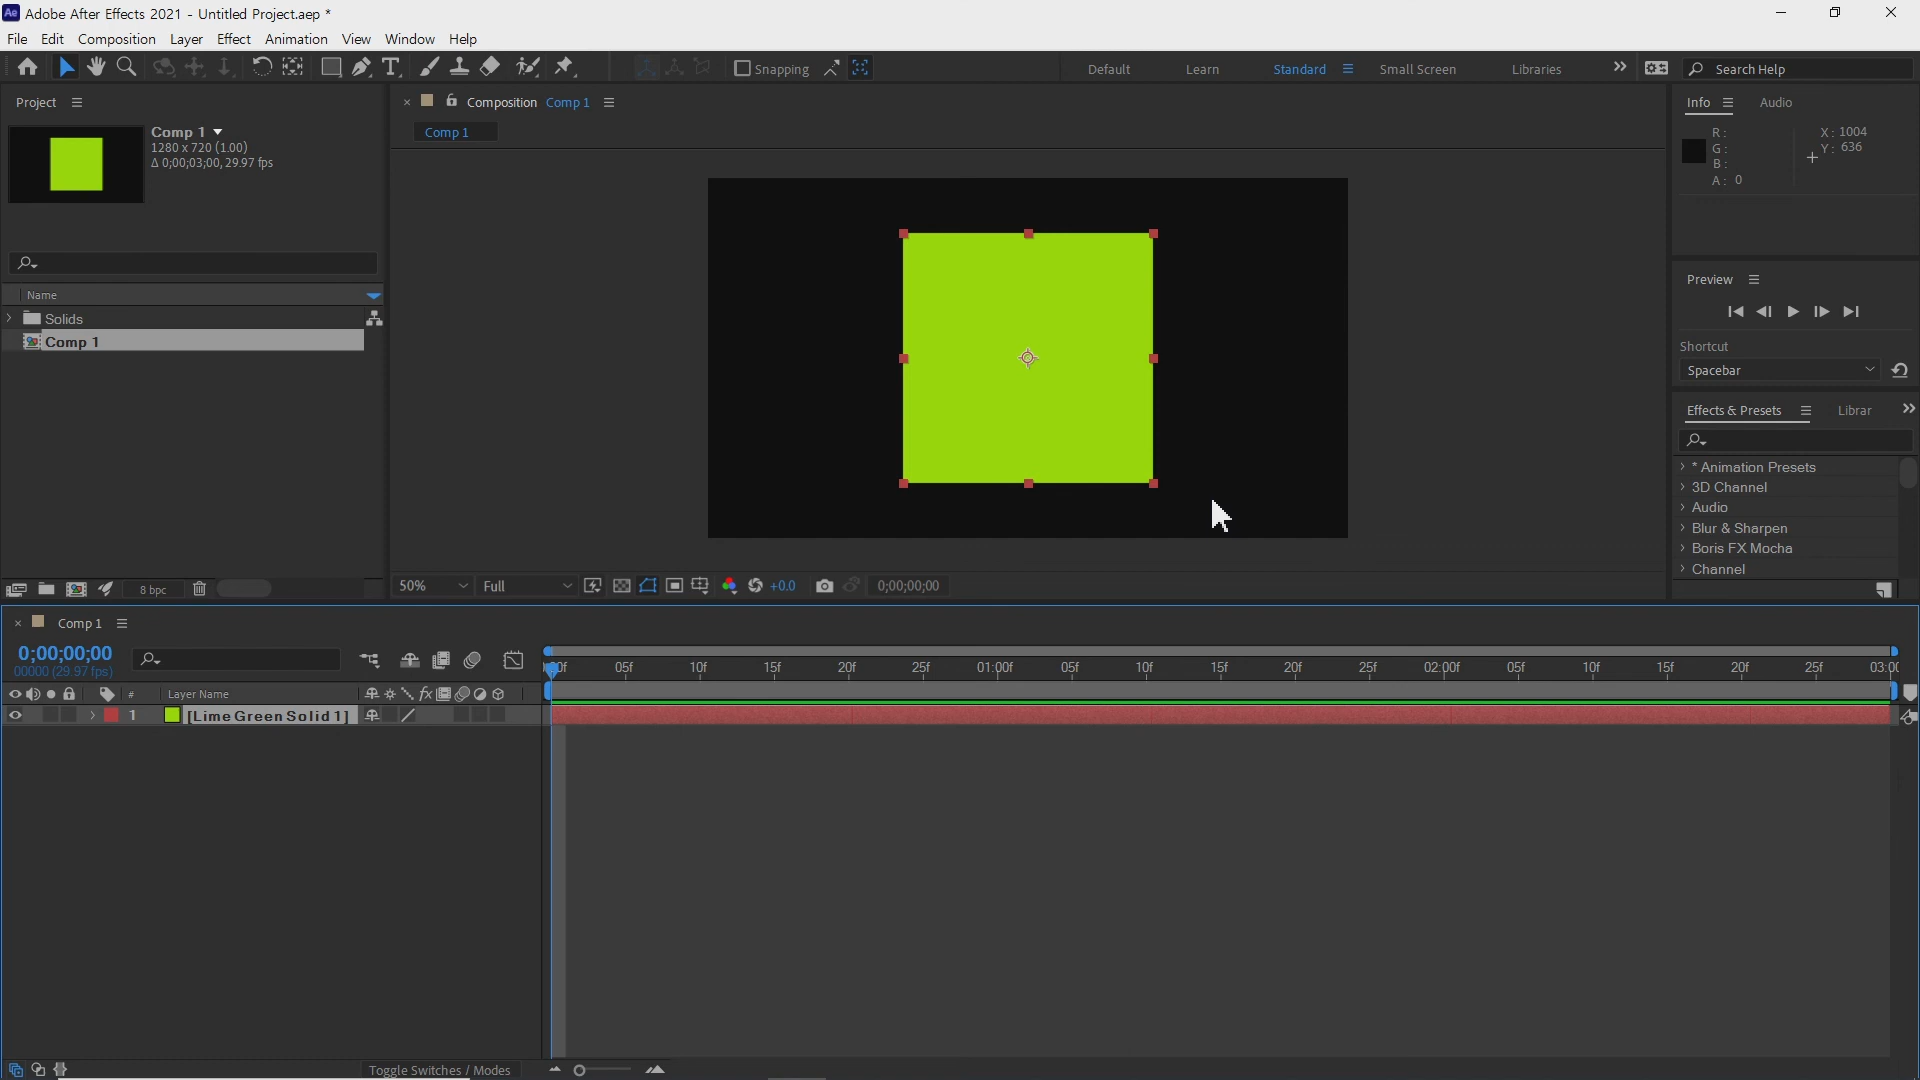 Ae Adobe After Effects 2021 - Untitled Project.aep *
File Edit Composition Layer Effect Animation View Window Help
Snapping Default Learn Standard Small Screen Libraries Search Help
Project
Comp 1
1280 x 720 (1.00)
Δ 0;00;03;00, 29.97 fps
Name
Solids
Comp 1
8 bpc
Composition Comp 1
Comp 1
50% Full +0.0 0;00;00;00
Info Audio
R:
G:
B:
A: 0
X: 1004
Y: 636
Preview
Shortcut
Spacebar
Effects & Presets Librar
* Animation Presets
3D Channel
Audio
Blur & Sharpen
Boris FX Mocha
Channel
Comp 1
0;00;00;00
00000 (29.97 fps)
05f 10f 15f 20f 25f 01:00f 05f 10f 15f 20f 25f 02:00f 05f 10f 15f 20f 25f 03:0
# Layer Name fx
1 [Lime Green Solid 1]
Toggle Switches / Modes